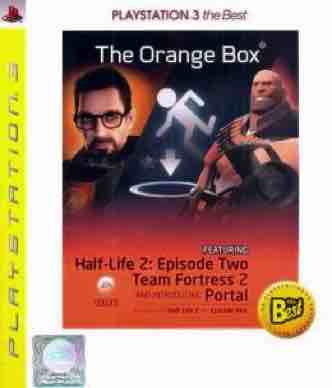 PLAYSTATION 3 the Best
PLAYSTATION 3
The Orange Box
FEATURING
Half-Life 2: Episode Two
Team Fortress 2
AND INTRODUCING Portal
EA
the Best